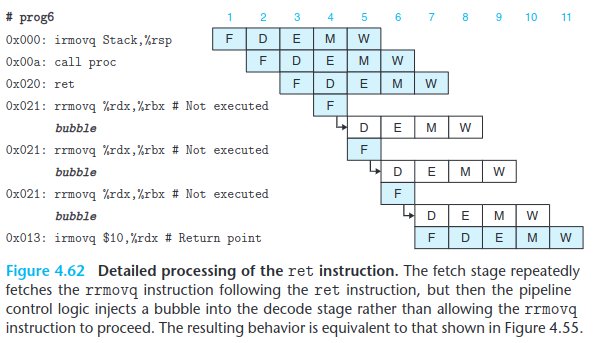 # prog6 1 2 3 4 5 6 7 8 9 10 11
0x000: irmovq Stack,%rsp F D E M W
0x00a: call proc F D E M W
0x020: ret F D E M W
0x021: rrmovq %rdx,%rbx # Not executed F
bubble D E M W
0x021: rrmovq %rdx,%rbx # Not executed F
bubble D E M W
0x021: rrmovq %rdx,%rbx # Not executed F
bubble D E M W
0x013: irmovq $10,%rdx # Return point F D E M W
Figure 4.62 Detailed processing of the ret instruction. The fetch stage repeatedly
fetches the rrmovq instruction following the ret instruction, but then the pipeline
control logic injects a bubble into the decode stage rather than allowing the rrmovq
instruction to proceed. The resulting behavior is equivalent to that shown in Figure 4.55.